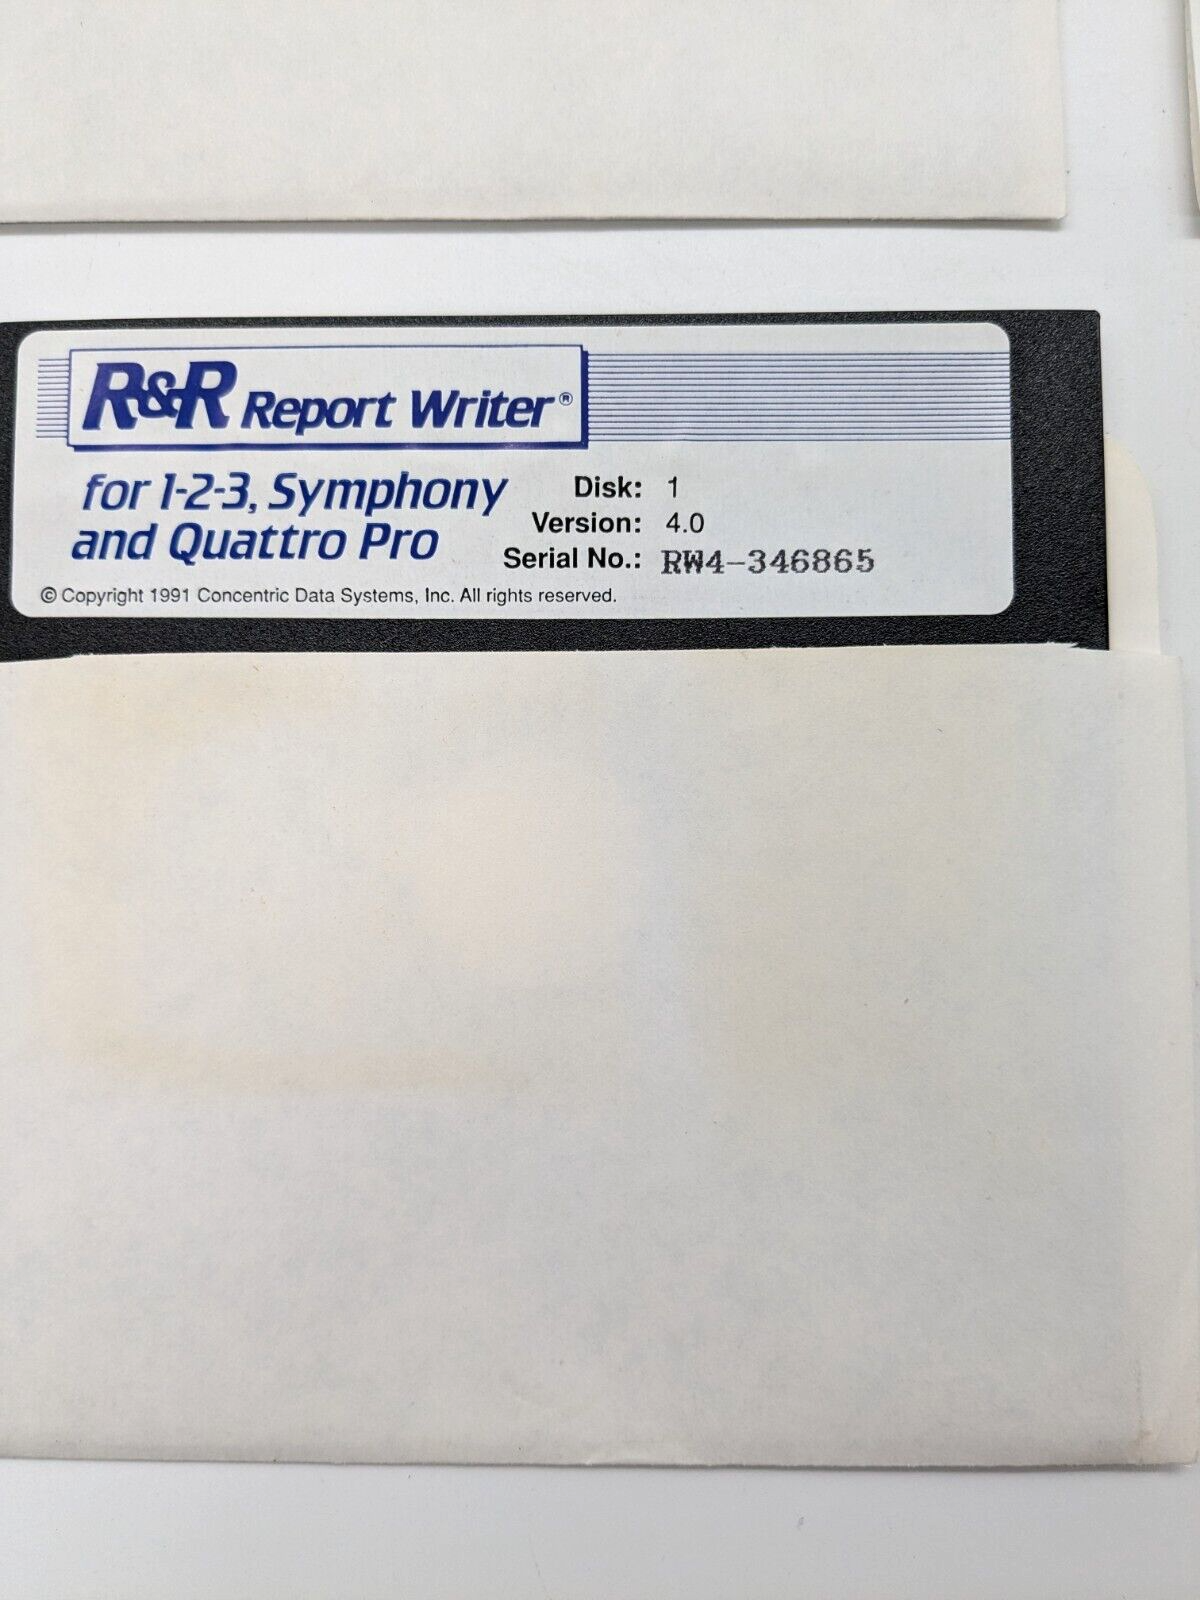 R&R Report Writer®
for 1-2-3, Symphony
and Quattro Pro
Disk: 1
Version: 4.0
Serial No.: RW4-346865
© Copyright 1991 Concentric Data Systems, Inc. All rights reserved.